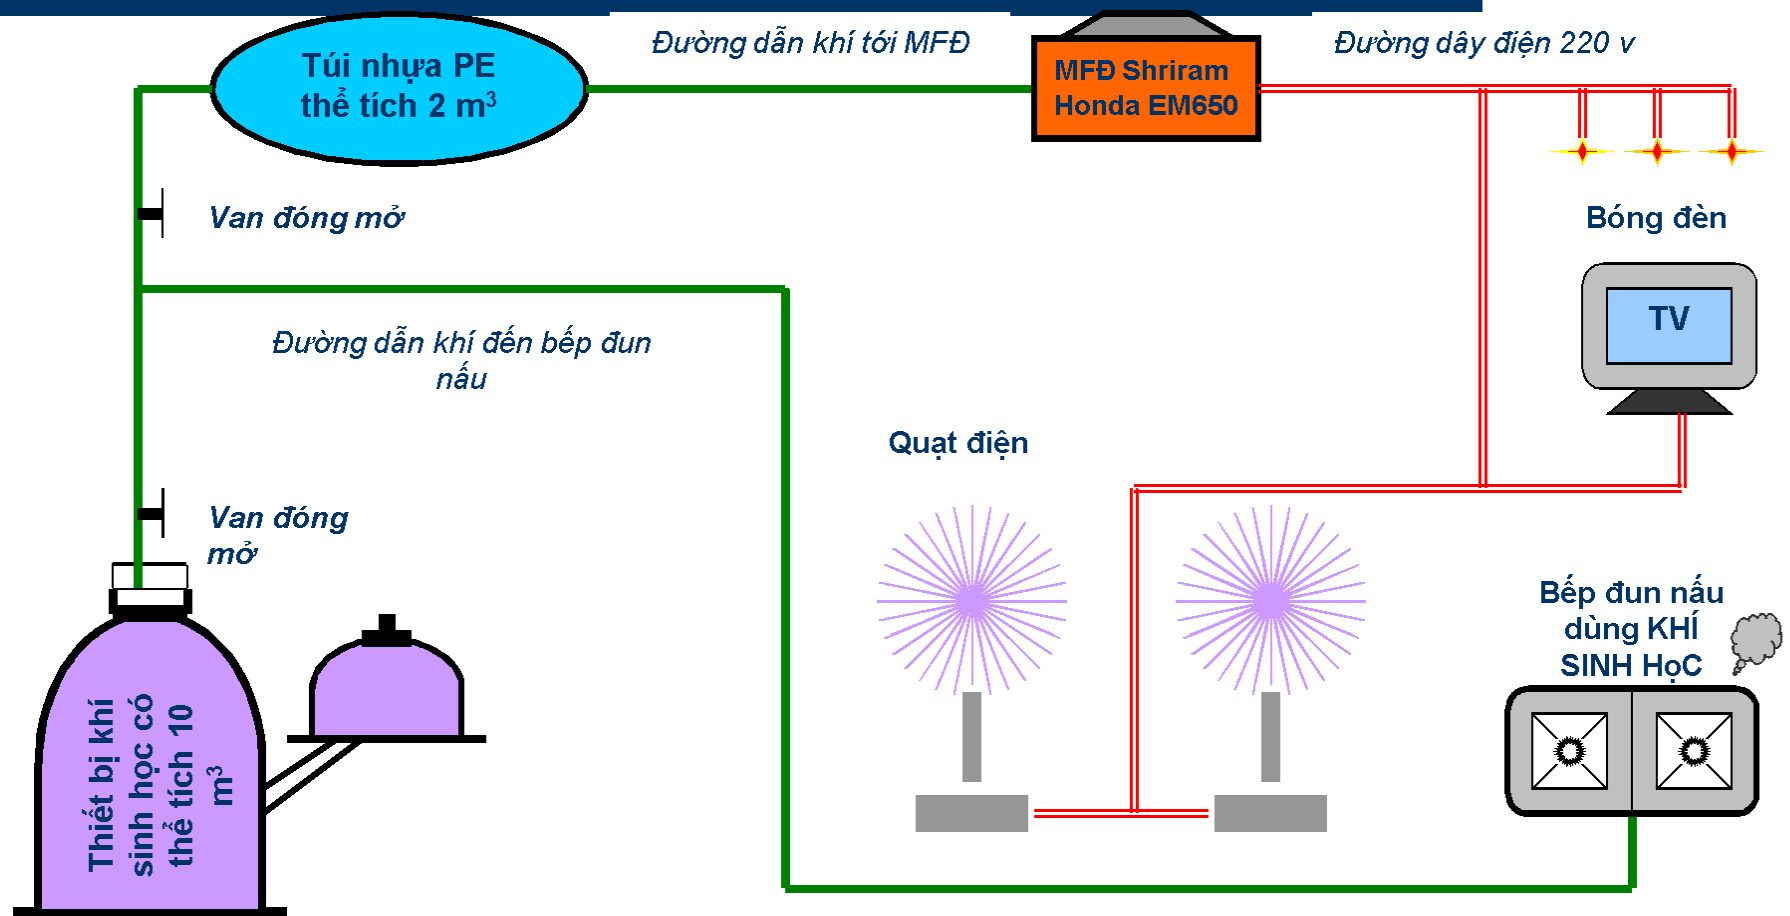 Đường dẫn khí tới MFĐ
Đường dây điện 220 v
Túi nhựa PE
thể tích 2 m³
MFĐ Shriram
Honda EM650
Van đóng mở
Bóng đèn
TV
Đường dẫn khí đến bếp đun
nấu
Quạt điện
Van đóng
mở
Bếp đun nấu
dùng KHÍ
SINH HọC
Thiết bị khí
sinh học có
thể tích 10
m³